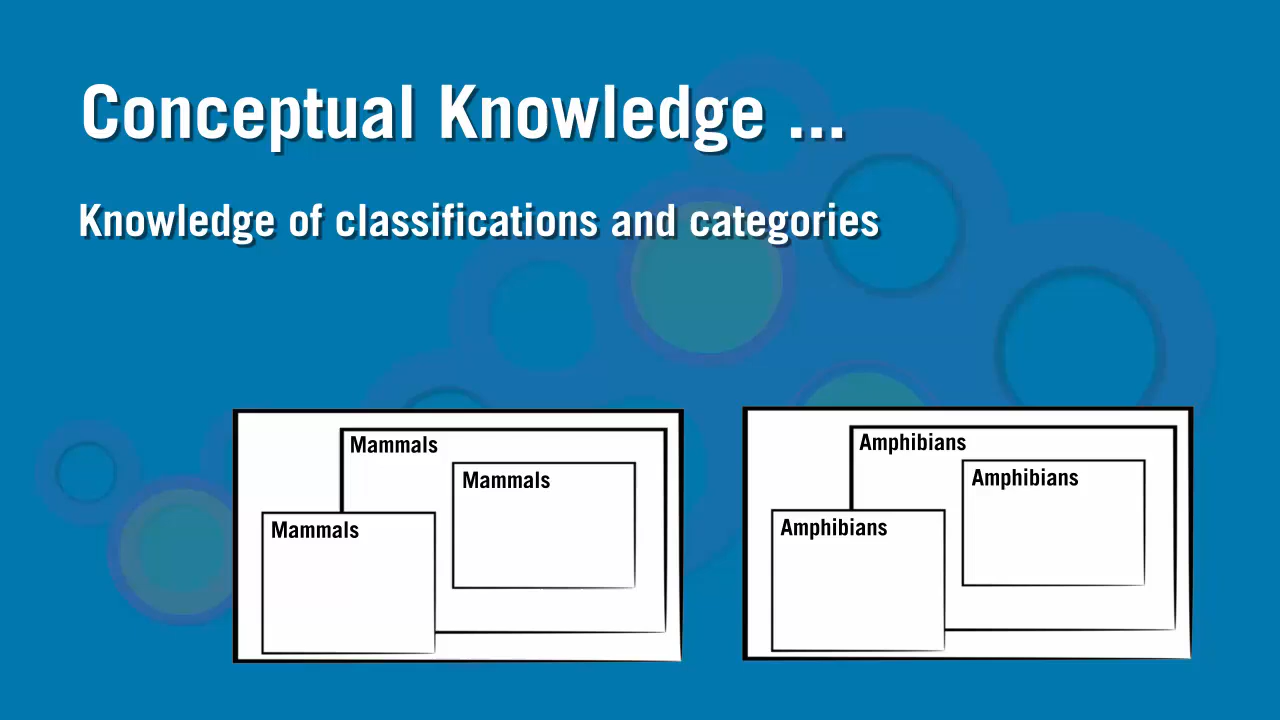 Conceptual Knowledge ...
Knowledge of classifications and categories
Mammals
Mammals
Mammals
Amphibians
Amphibians
Amphibians